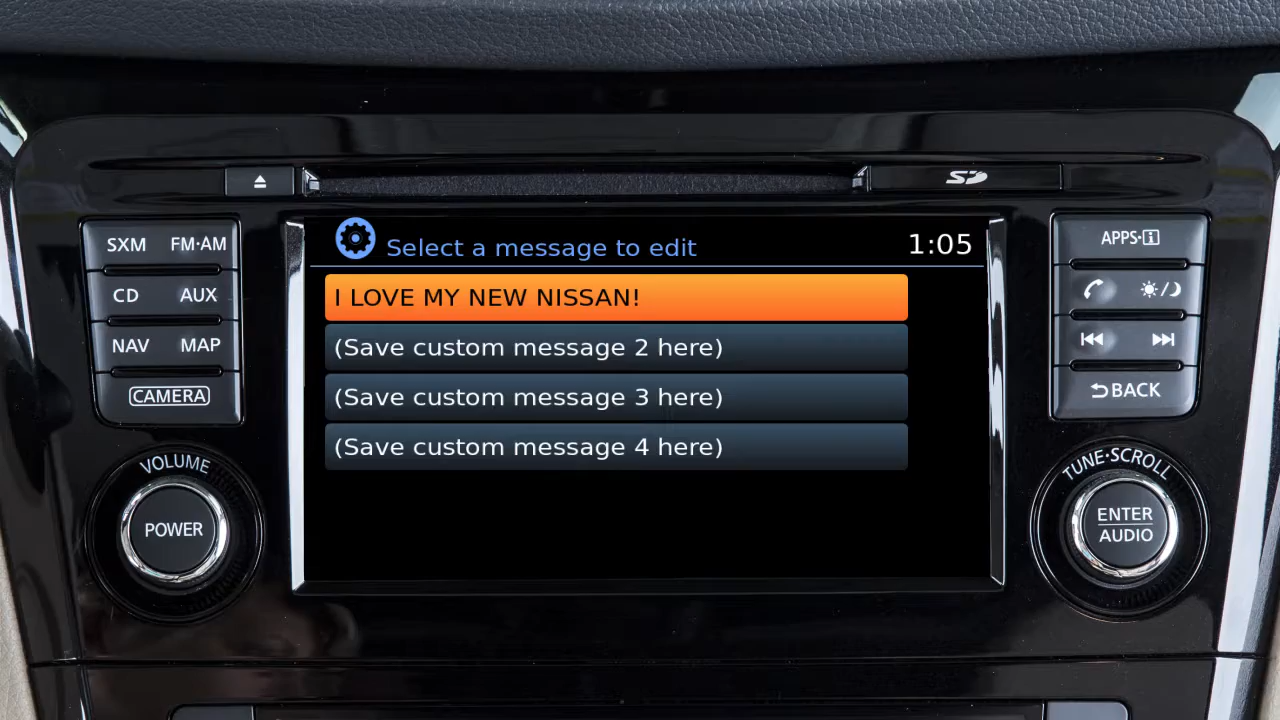 SD
SXM FM·AM
CD AUX
NAV MAP
CAMERA
VOLUME
POWER
Select a message to edit 1:05
I LOVE MY NEW NISSAN!
(Save custom message 2 here)
(Save custom message 3 here)
(Save custom message 4 here)
APPS·i
BACK
TUNE·SCROLL
ENTER
AUDIO